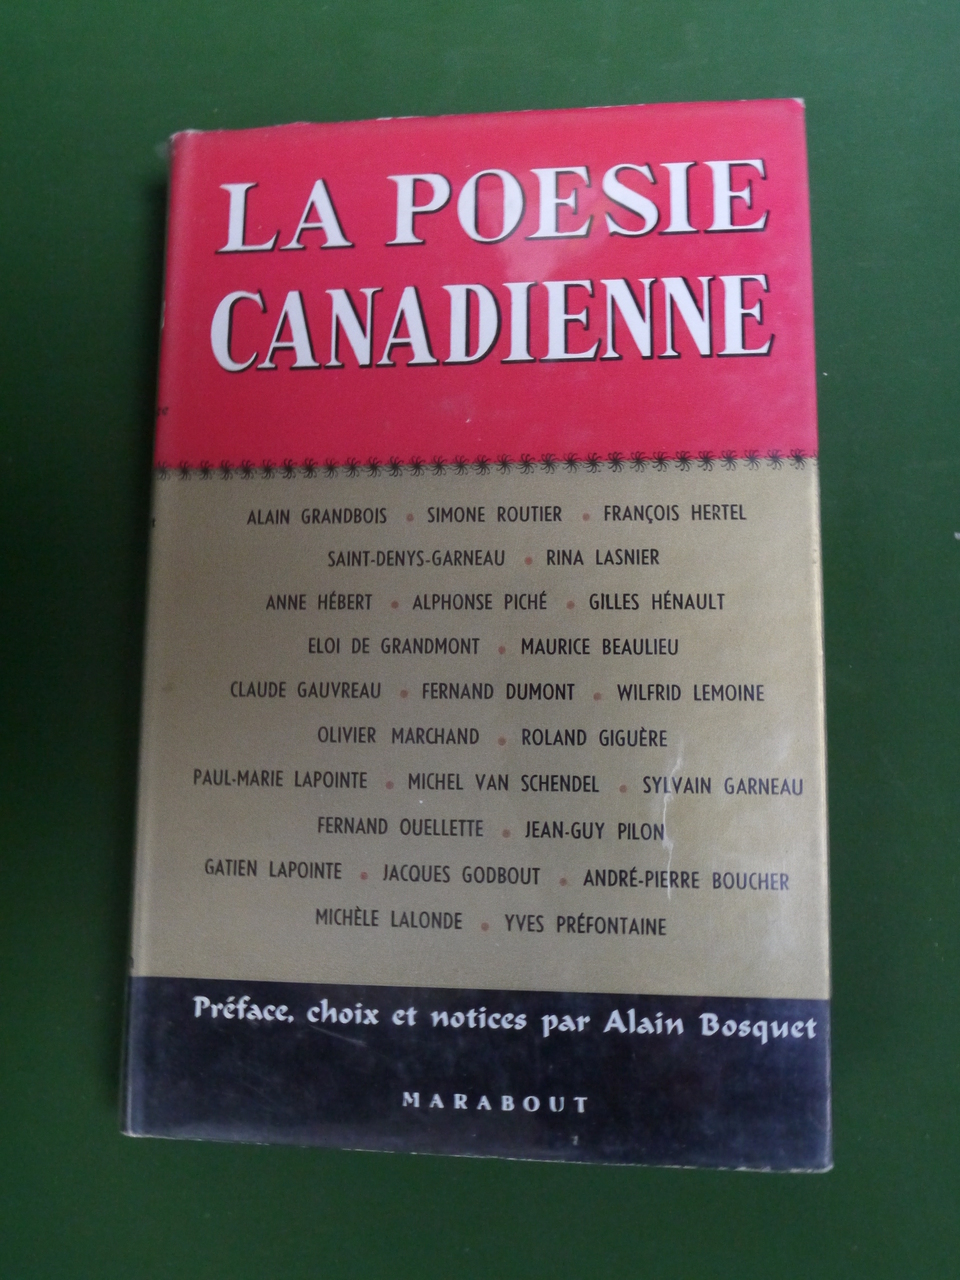 LA POESIE
CANADIENNE
ALAIN GRANDBOIS • SIMONE ROUTIER • FRANÇOIS HERTEL
SAINT-DENYS-GARNEAU • RINA LASNIER
ANNE HÉBERT • ALPHONSE PICHÉ • GILLES HÉNAULT
ELOI DE GRANDMONT • MAURICE BEAULIEU
CLAUDE GAUVREAU • FERNAND DUMONT • WILFRID LEMOINE
OLIVIER MARCHAND • ROLAND GIGUÈRE
PAUL-MARIE LAPOINTE • MICHEL VAN SCHENDEL • SYLVAIN GARNEAU
FERNAND OUELLETTE • JEAN-GUY PILON
GATIEN LAPOINTE • JACQUES GODBOUT • ANDRÉ-PIERRE BOUCHER
MICHÈLE LALONDE • YVES PRÉFONTAINE
Préface, choix et notices par Alain Bosquet
MARABOUT